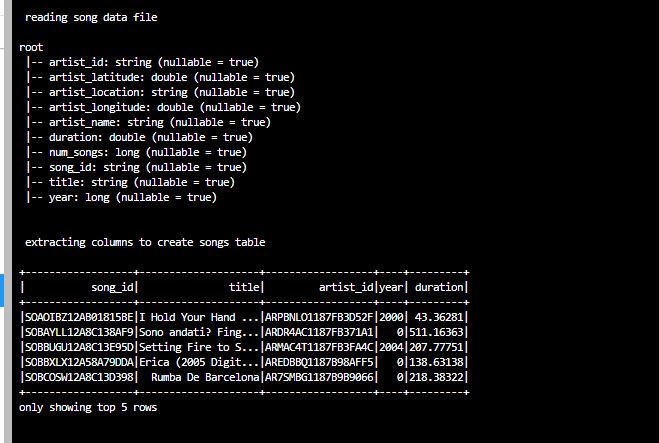 reading song data file
root
|-- artist_id: string (nullable = true)
|-- artist_latitude: double (nullable = true)
|-- artist_location: string (nullable = true)
|-- artist_longitude: double (nullable = true)
|-- artist_name: string (nullable = true)
|-- duration: double (nullable = true)
|-- num_songs: long (nullable = true)
|-- song_id: string (nullable = true)
|-- title: string (nullable = true)
|-- year: long (nullable = true)
extracting columns to create songs table
+------------------+--------------------+------------------+----+---------+
|           song_id|               title|         artist_id|year| duration|
+------------------+--------------------+------------------+----+---------+
|SOAOIBZ12AB01815BE|I Hold Your Hand ...|ARPBNLO1187FB3D52F|2000| 43.36281|
|SOBAYLL12A8C138AF9|Sono andati? Fing...|ARDR4AC1187FB371A1|   0|511.16363|
|SOBBUGU12A8C13E95D|Setting Fire to S...|ARMAC4T1187FB3FA4C|2004|207.77751|
|SOBBXLX12A58A79DDA|Erica (2005 Digit...|AREDBBQ1187B98AFF5|   0|138.63138|
|SOBCOSW12A8C13D398|  Rumba De Barcelona|AR7SMBG1187B9B9066|   0|218.38322|
+------------------+--------------------+------------------+----+---------+
only showing top 5 rows